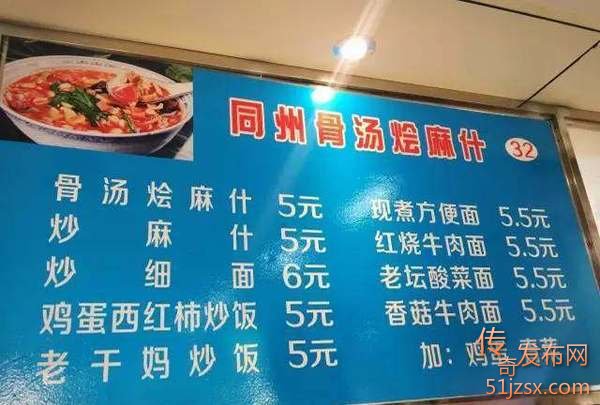 同州骨汤烩麻什 32
骨汤烩麻什 5元
炒麻什 5元
炒细面 6元
鸡蛋西红柿炒饭 5元
老干妈炒饭 5元
现煮方便面 5.5元
红烧牛肉面 5.5元
老坛酸菜面 5.5元
香菇牛肉面 5.5元
加：鸡蛋 青菜
传奇发布网
51jzsx.com